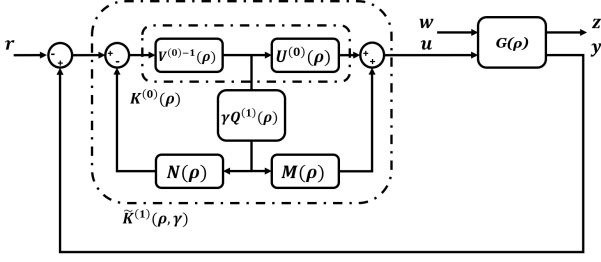 r
-
+
+
-
V⁽⁰⁾⁻¹(ρ)
U⁽⁰⁾(ρ)
+
+
w
u
G(ρ)
z
y
K⁽⁰⁾(ρ)
γQ⁽¹⁾(ρ)
N(ρ)
M(ρ)
K̃⁽¹⁾(ρ, γ)